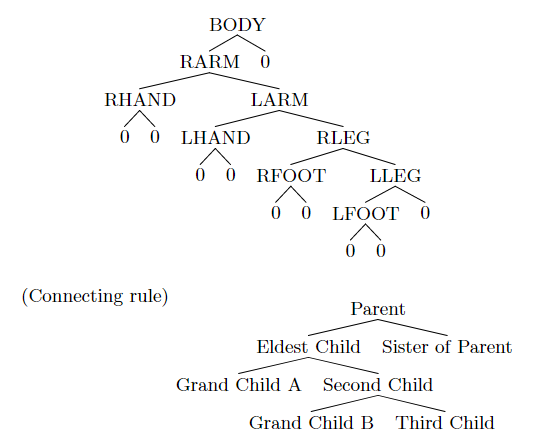 BODY
RARM 0
RHAND LARM
0 0 LHAND RLEG
0 0 RFOOT LLEG
0 0 LFOOT 0
0 0
(Connecting rule)
Parent
Eldest Child Sister of Parent
Grand Child A Second Child
Grand Child B Third Child